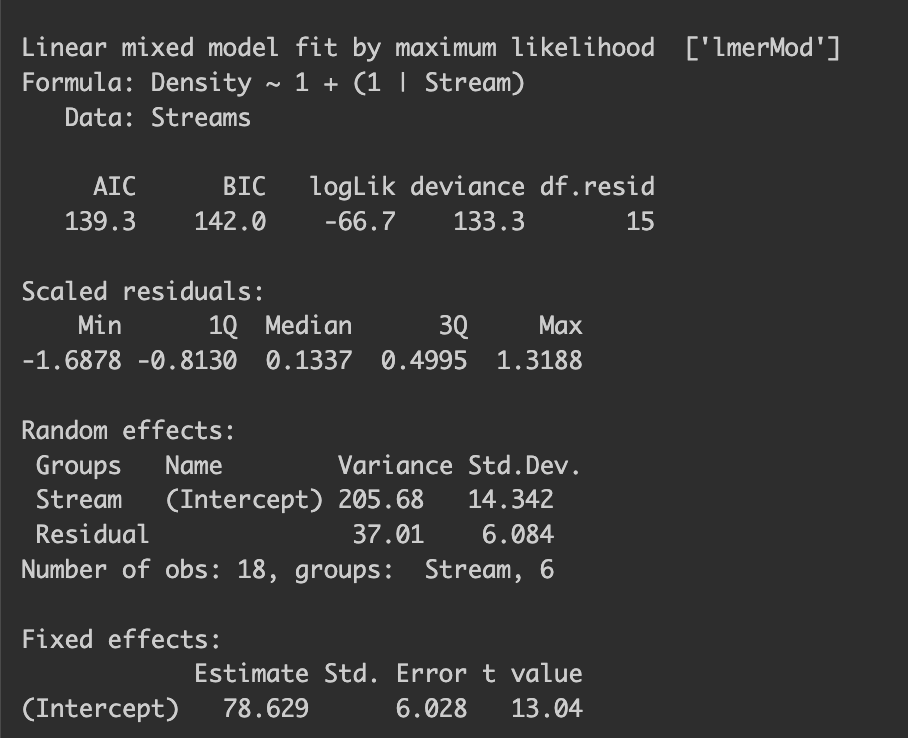 Linear mixed model fit by maximum likelihood  ['lmerMod']
Formula: Density ~ 1 + (1 | Stream)
   Data: Streams
     AIC      BIC   logLik deviance df.resid
   139.3    142.0    -66.7    133.3       15
Scaled residuals:
    Min      1Q  Median      3Q     Max
-1.6878 -0.8130  0.1337  0.4995  1.3188
Random effects:
 Groups   Name        Variance Std.Dev.
 Stream   (Intercept) 205.68   14.342
 Residual              37.01    6.084
Number of obs: 18, groups:  Stream, 6
Fixed effects:
            Estimate Std. Error t value
(Intercept)   78.629      6.028   13.04